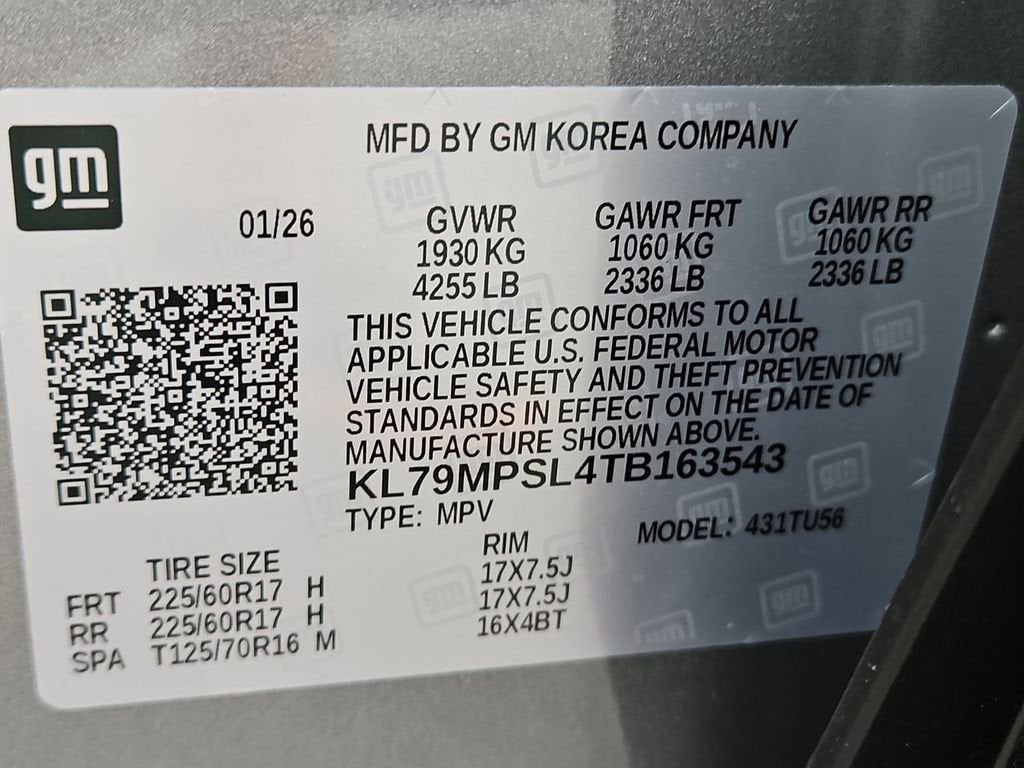 gm
MFD BY GM KOREA COMPANY
01/26
GVWR GAWR FRT GAWR RR
1930 KG 1060 KG 1060 KG
4255 LB 2336 LB 2336 LB
THIS VEHICLE CONFORMS TO ALL
APPLICABLE U.S. FEDERAL MOTOR
VEHICLE SAFETY AND THEFT PREVENTION
STANDARDS IN EFFECT ON THE DATE OF
MANUFACTURE SHOWN ABOVE.
KL79MPSL4TB163543
TYPE: MPV MODEL: 431TU56
TIRE SIZE RIM
FRT 225/60R17 H 17X7.5J
RR 225/60R17 H 17X7.5J
SPA T125/70R16 M 16X4BT